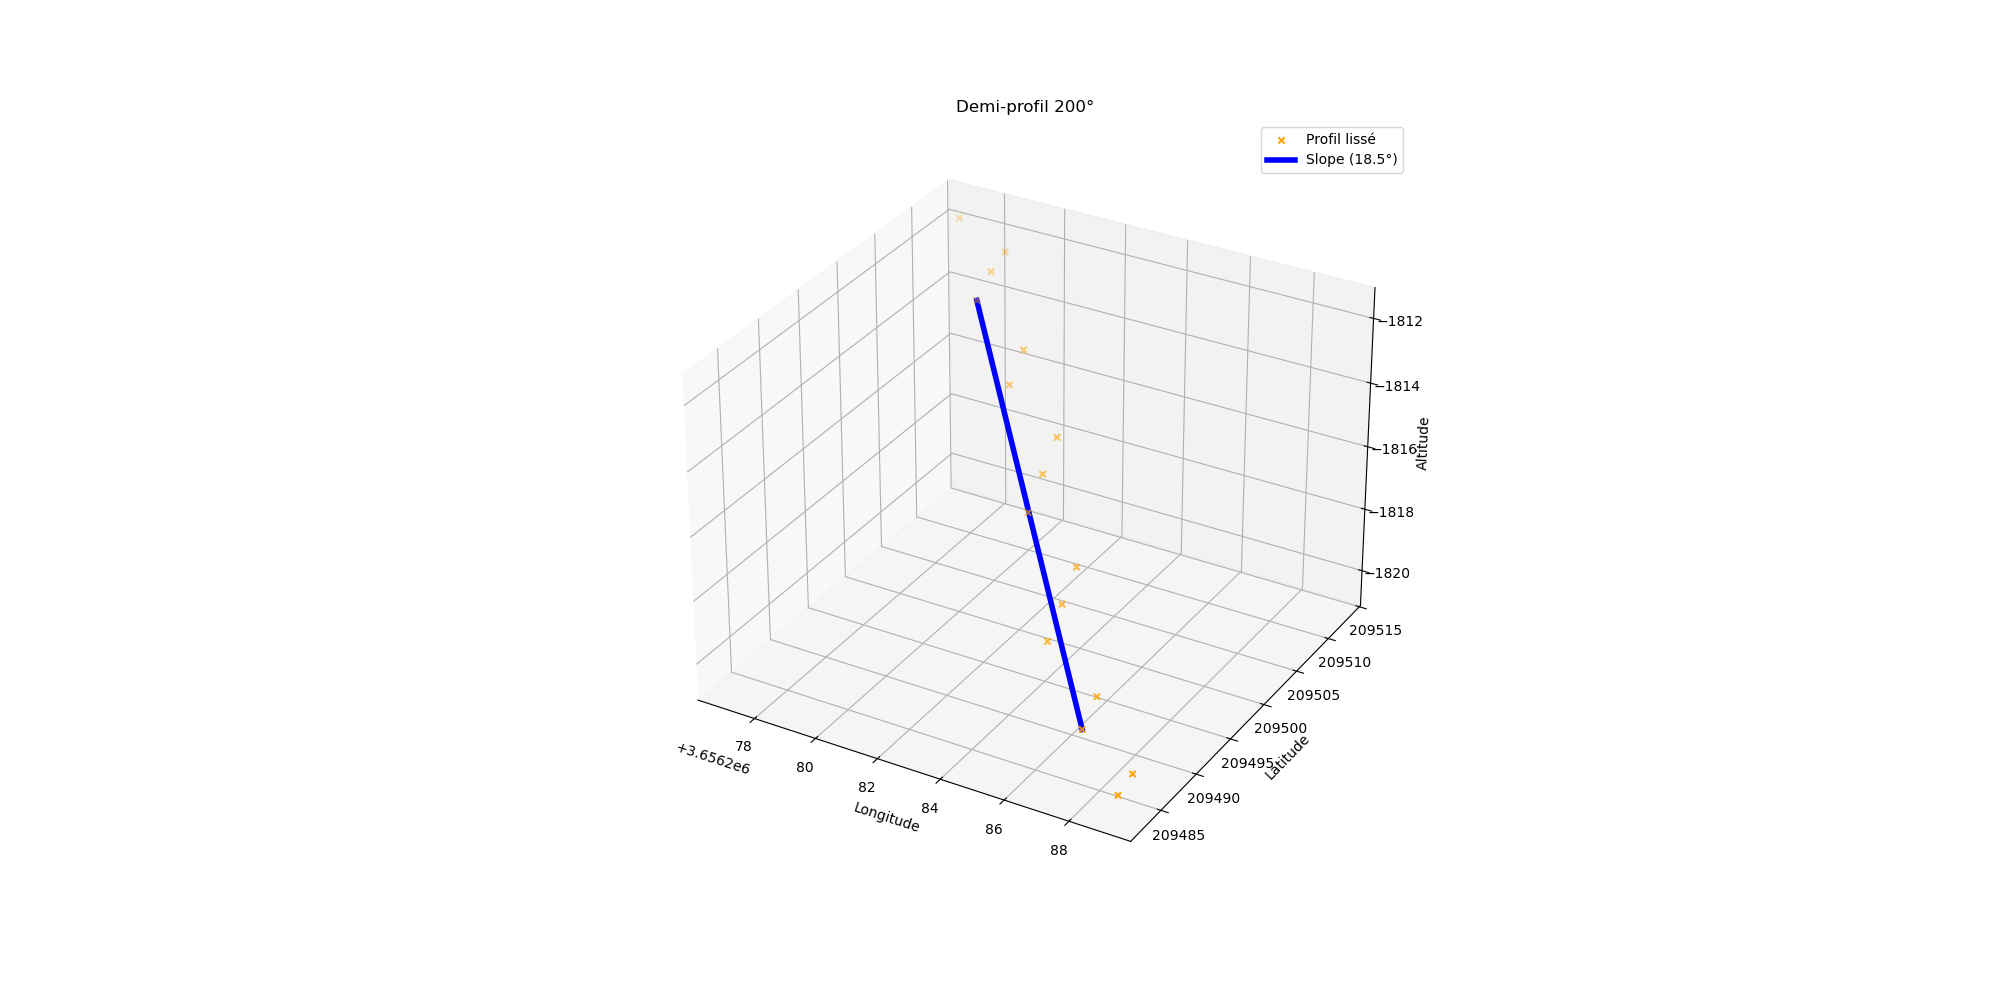 Demi-profil 200°
Profil lissé
Slope (18.5°)
−1812
−1814
−1816
−1818
−1820
Altitude
209515
209510
209505
209500
209495
209490
209485
Latitude
78
80
82
84
86
88
+3.6562e6
Longitude